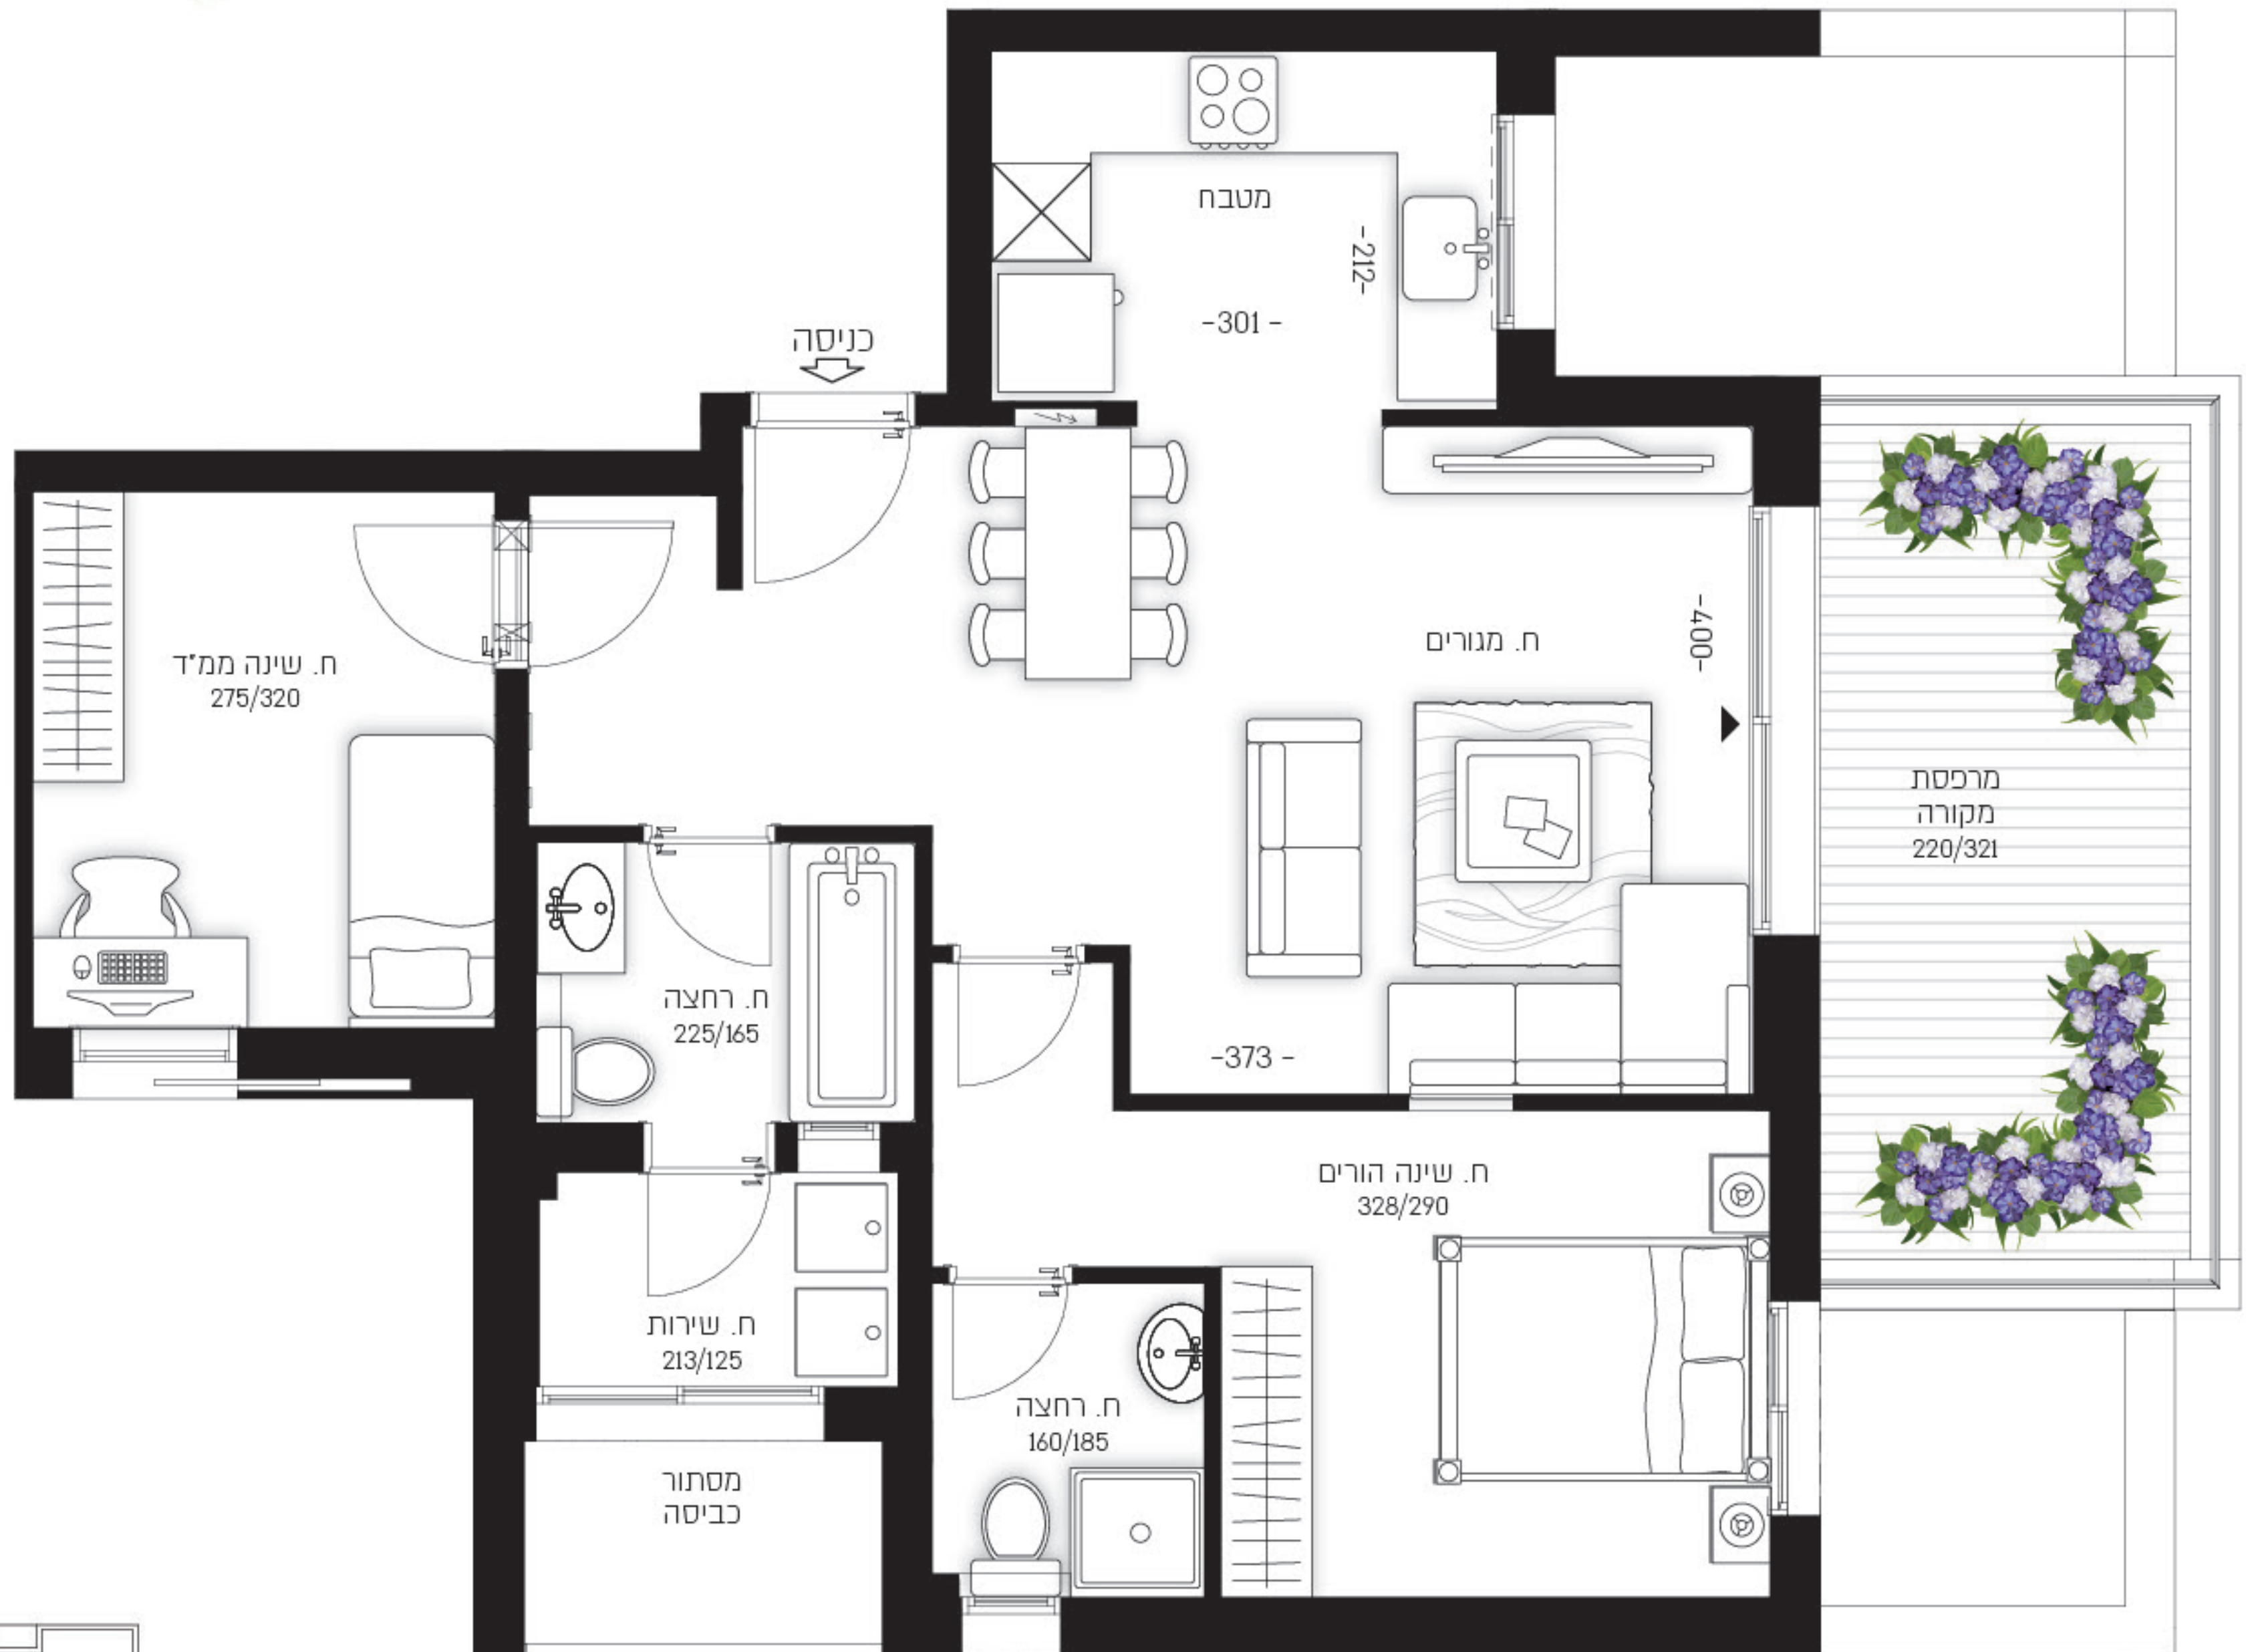 מטבח
-212-
-301 -
כניסה
ח. מגורים
-400-
ח. שינה ממ"ד
275/320
מרפסת
מקורה
220/321
ח. רחצה
225/165
-373 -
ח. שינה הורים
328/290
ח. שירות
213/125
ח. רחצה
160/185
מסתור
כביסה